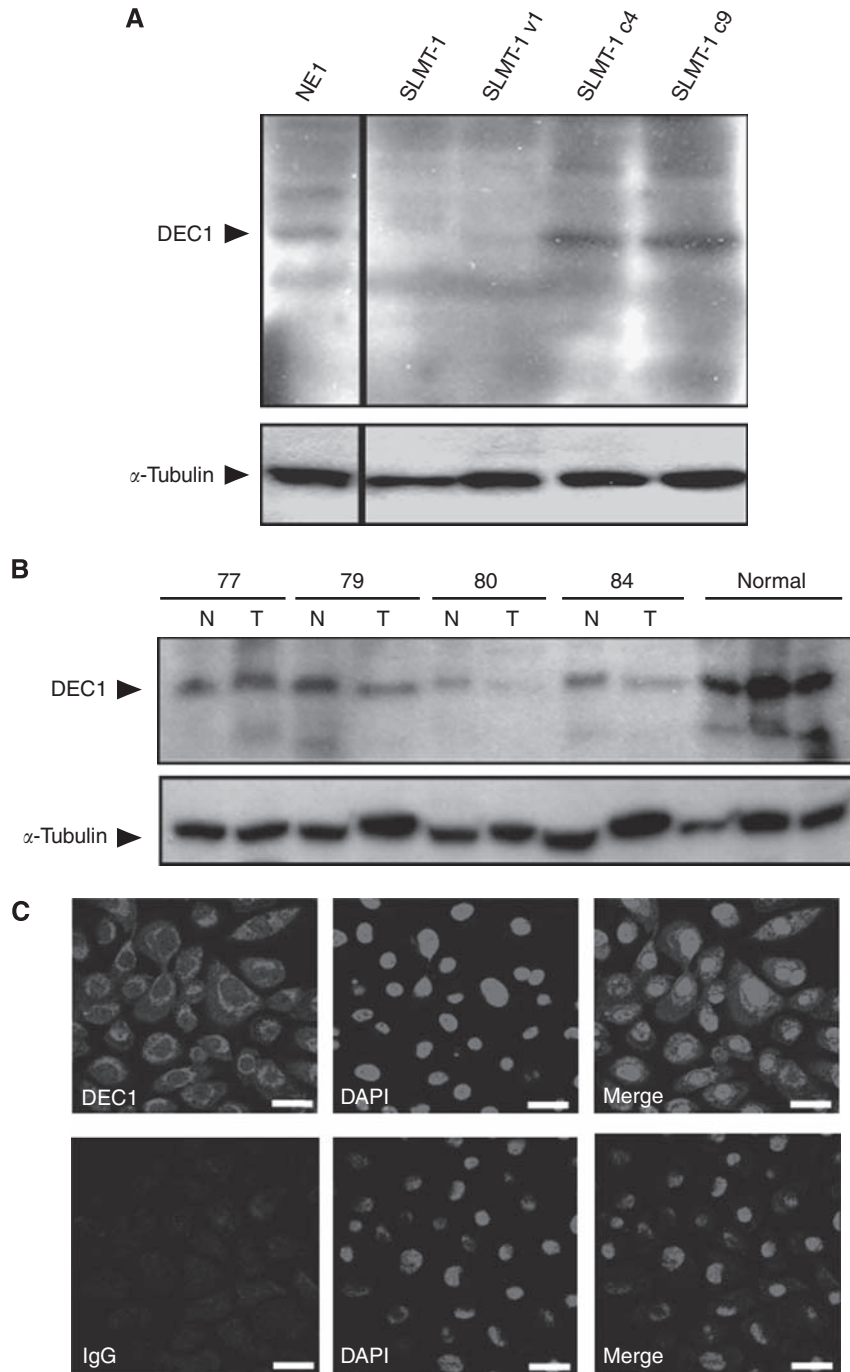 A
NE1
SLMT-1
SLMT-1 v1
SLMT-1 c4
SLMT-1 c9
DEC1
α-Tubulin
B
77 79 80 84 Normal
N T N T N T N T
DEC1
α-Tubulin
C
DEC1 DAPI Merge
IgG DAPI Merge